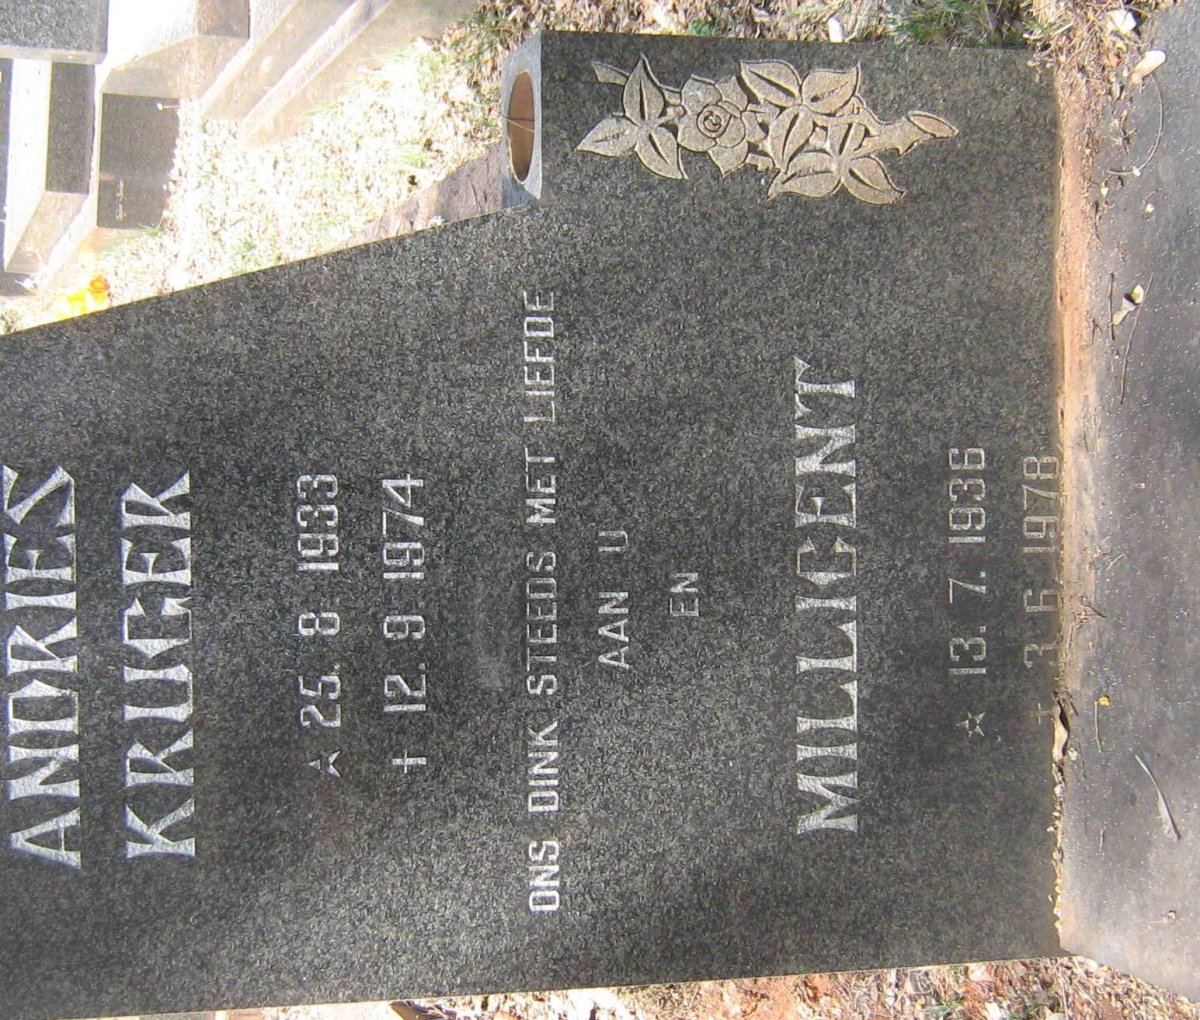 ANDRIES
KRUGER
☆ 25. 8. 1933
† 12. 9. 1974
ONS DINK STEEDS MET LIEFDE
AAN U
EN
MILLICENT
☆ 13. 7. 1936
† 3. 6. 1978